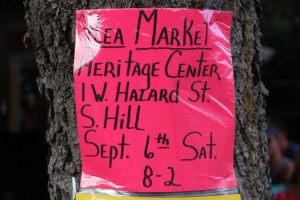 Flea Market
Heritage Center
1 W. Hazard St.
S. Hill
Sept. 6th Sat.
8-2